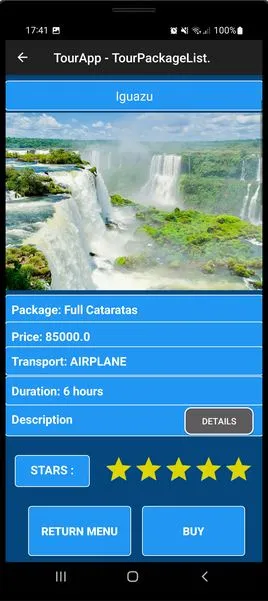 17:41 100%
TourApp - TourPackageList.
Iguazu
Package: Full Cataratas
Price: 85000.0
Transport: AIRPLANE
Duration: 6 hours
Description DETAILS
STARS :
RETURN MENU BUY